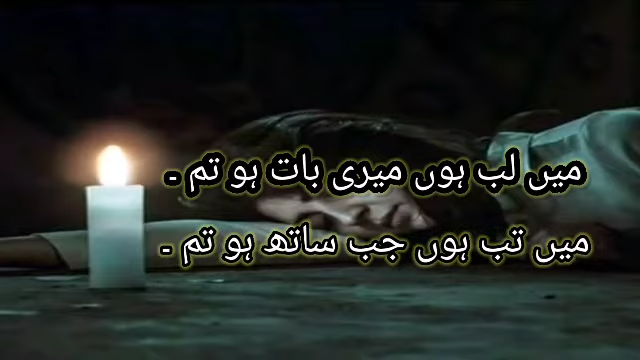 میں لب ہوں میری بات ہو تم ۔
میں تب ہوں جب ساتھ ہو تم ۔